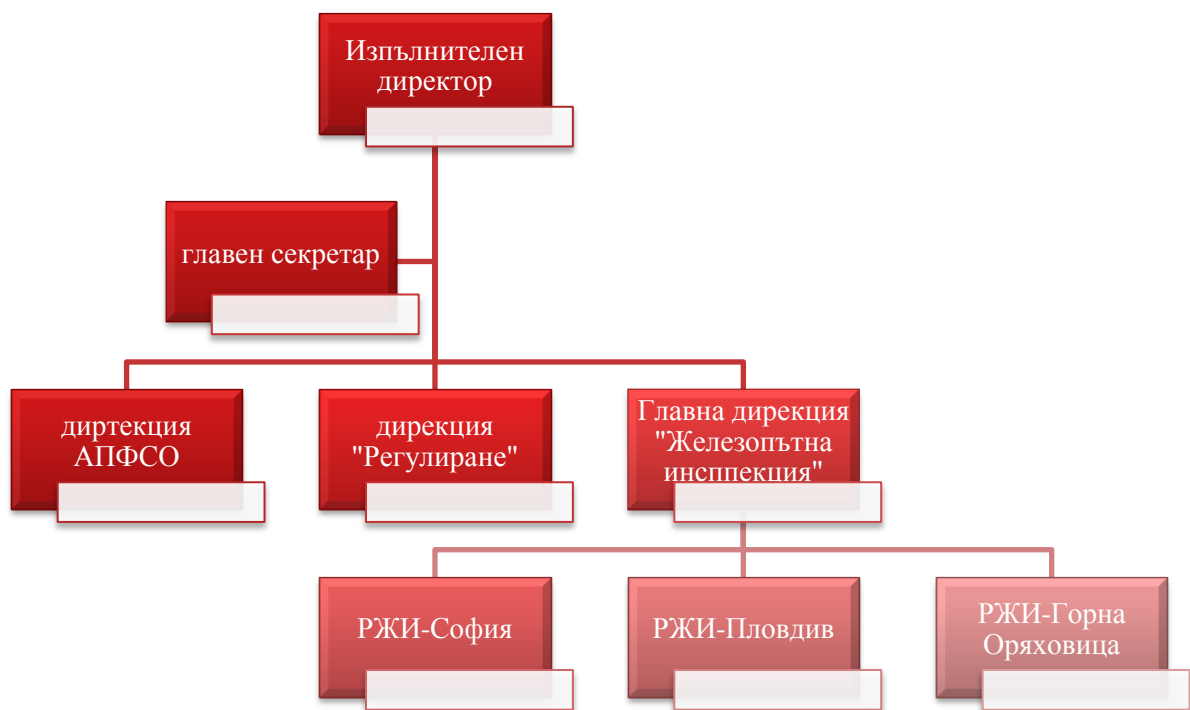 Изпълнителен
директор
главен секретар
диртекция
АПФСО
дирекция
"Регулиране"
Главна дирекция
"Железопътна
инсппекция"
РЖИ-София
РЖИ-Пловдив
РЖИ-Горна
Оряховица